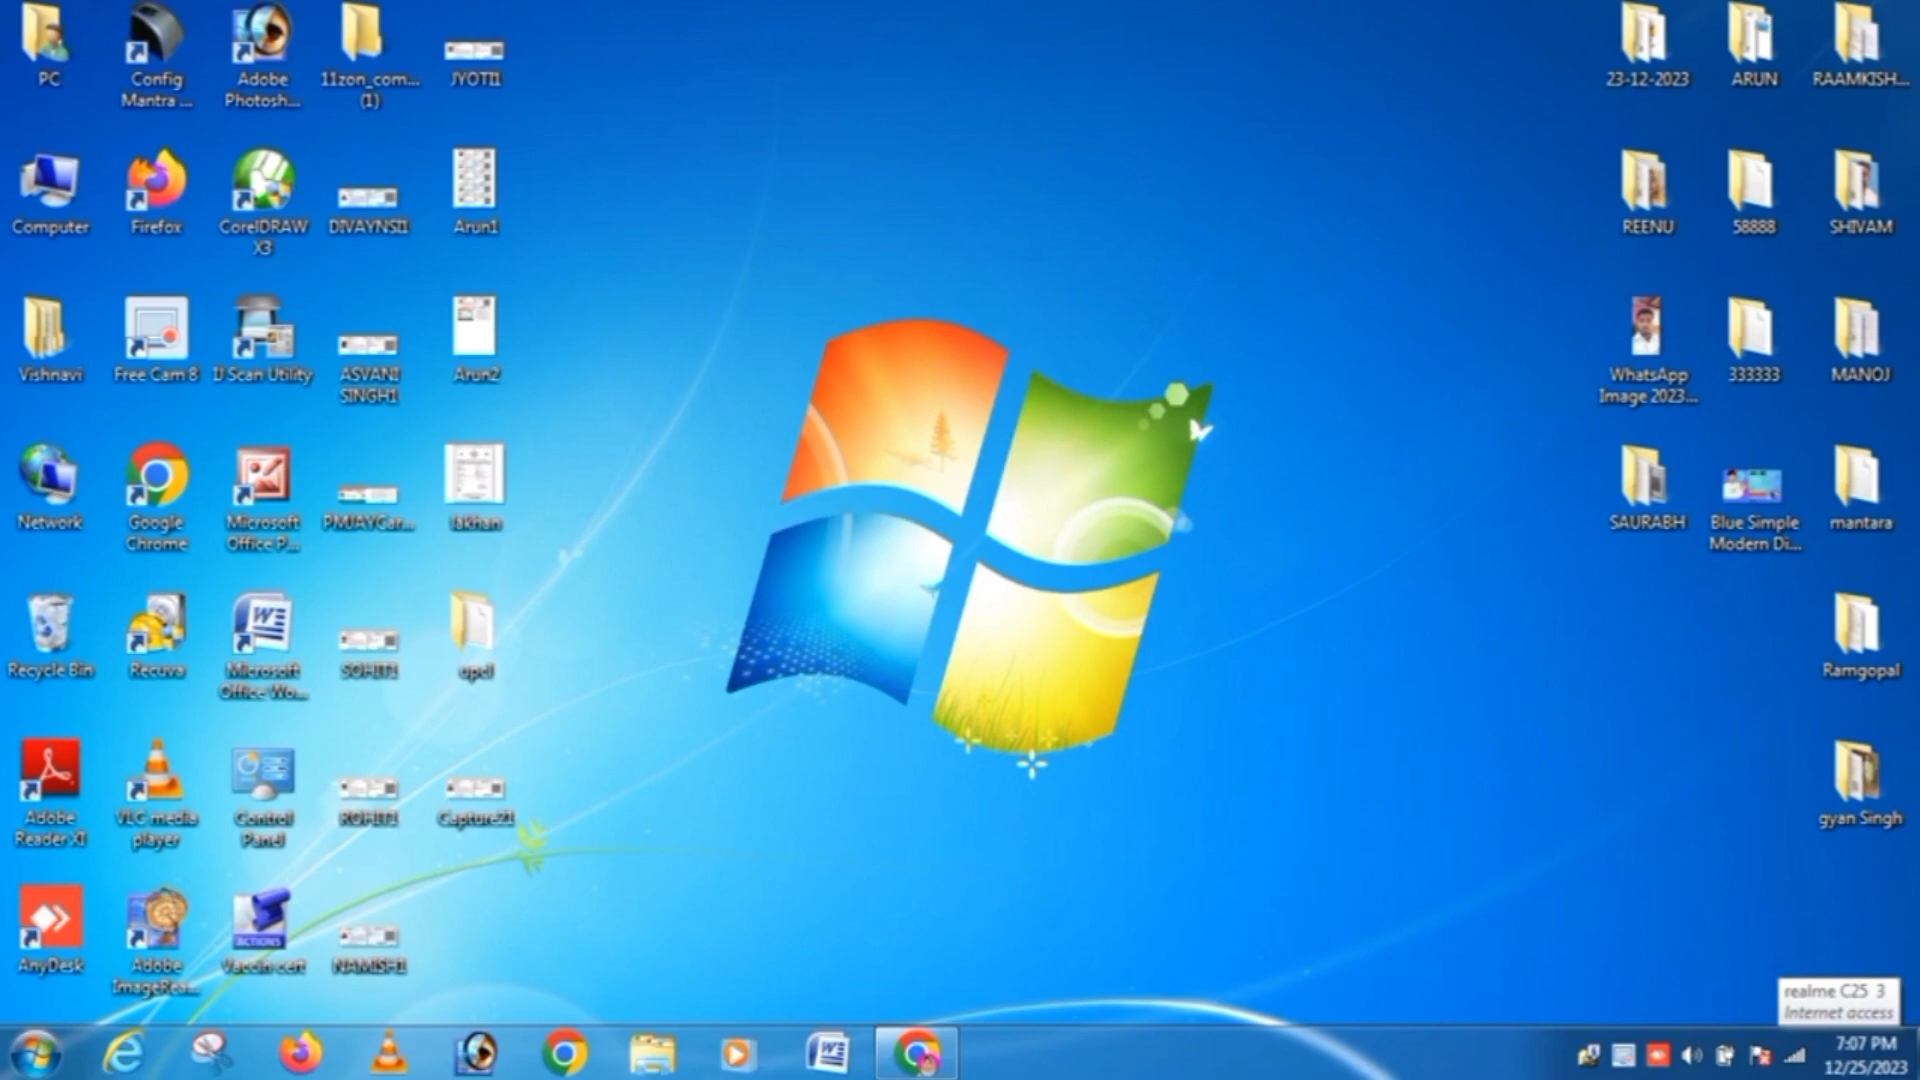 PC
Config
Mantra ...
Adobe
Photosh...
11zon_com...
(1)
JYOTI1
23-12-2023
ARUN
RAAMKISH...
Computer
Firefox
CorelDRAW
X3
DIVAYNSI1
Arun1
REENU
58888
SHIVAM
Vishnavi
Free Cam 8
IJ Scan Utility
ASVANI
SINGH1
Arun2
WhatsApp
Image 2023...
333333
MANOJ
Network
Google
Chrome
Microsoft
Office P...
PMJAYCar...
lakhan
SAURABH
Blue Simple
Modern Di...
mantara
Recycle Bin
Recuva
Microsoft
Office Wo...
SOHIT1
upcl
Ramgopal
Adobe
Reader XI
VLC media
player
Control
Panel
ROHIT1
Capture21
gyan Singh
AnyDesk
Adobe
ImageRea...
ACTIONS
Vaccin cert
NAMISH1
realme C25 3
Internet access
7:07 PM
12/25/2023